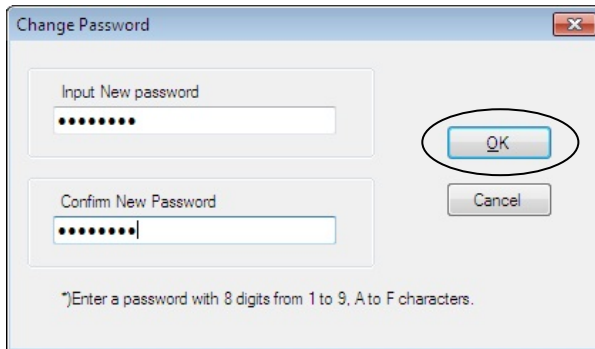 Change Password
Input New password
●●●●●●●●
OK
Confirm New Password
●●●●●●●●
Cancel
*)Enter a password with 8 digits from 1 to 9, A to F characters.